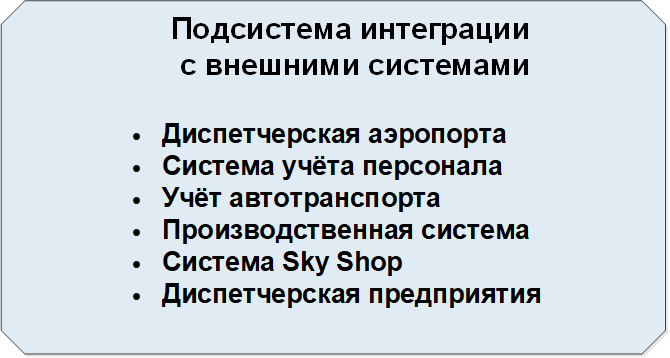 Подсистема интеграции
с внешними системами
• Диспетчерская аэропорта
• Система учёта персонала
• Учёт автотранспорта
• Производственная система
• Система Sky Shop
• Диспетчерская предприятия